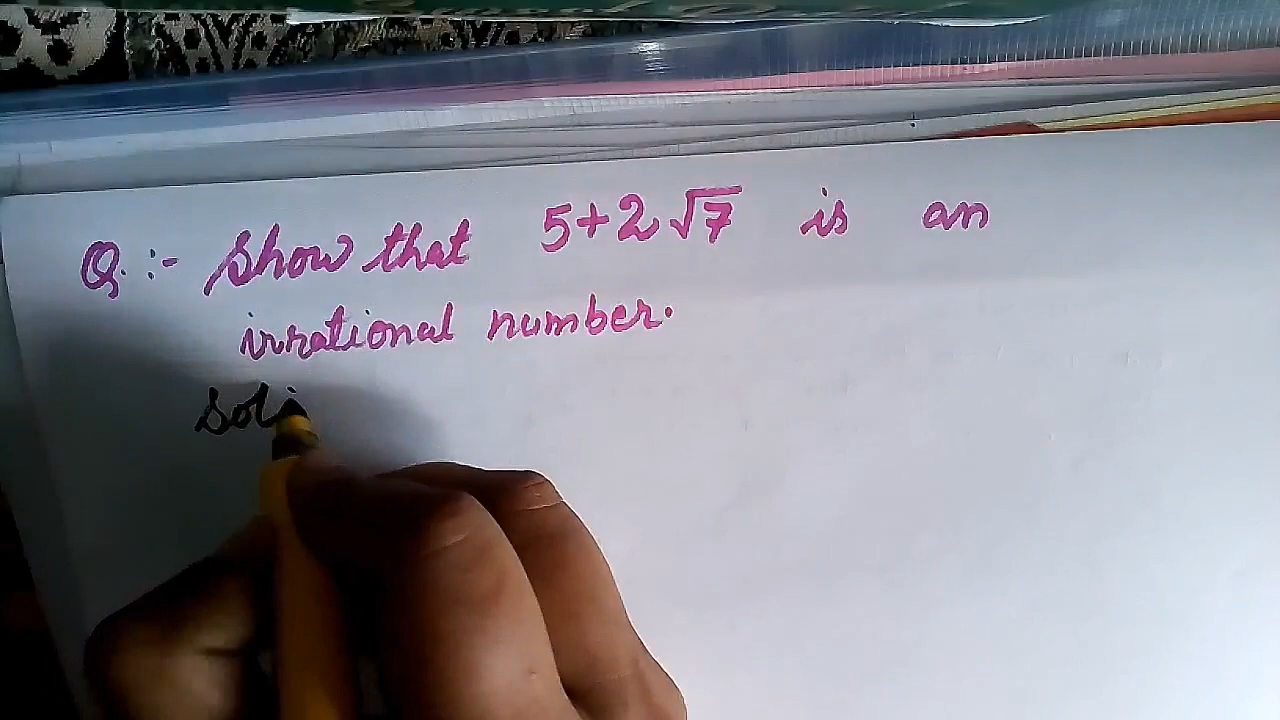 Q. :- Show that 5+2√7 is an
irrational number.
Sol: